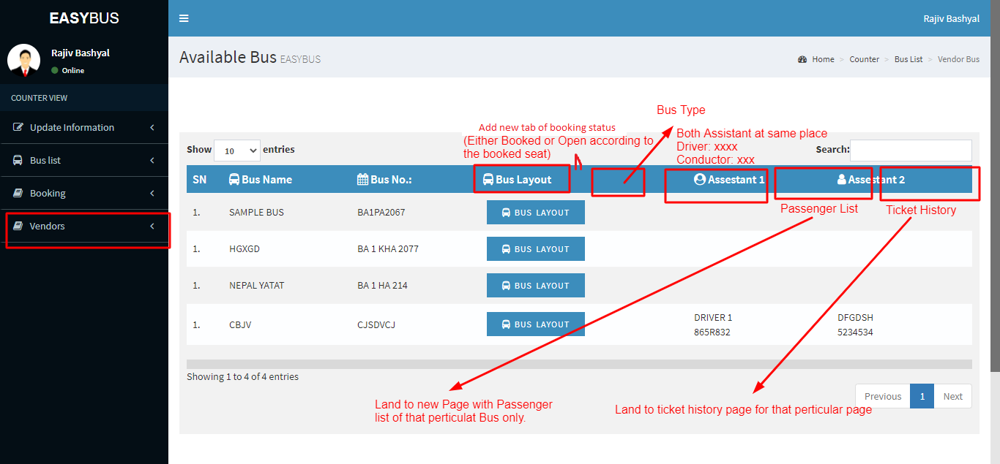 EASYBUS
Rajiv Bashyal
Rajiv Bashyal
Online
COUNTER VIEW
Update Information
Bus list
Booking
Vendors
Available Bus EASYBUS
Home > Counter > Bus List > Vendor Bus
Bus Type
Add new tab of booking status
(Either Booked or Open according to
the booked seat)
Both Assistant at same place
Driver: xxxx
Conductor: xxx
Show 10 entries
Search:
SN Bus Name Bus No.: Bus Layout Assestant 1 Assestant 2
Passenger List
Ticket History
1. SAMPLE BUS BA1PA2067 BUS LAYOUT
1. HGXGD BA 1 KHA 2077 BUS LAYOUT
1. NEPAL YATAT BA 1 HA 214 BUS LAYOUT
1. CBJV CJSDVCJ BUS LAYOUT DRIVER 1 DFGDSH
865R832 5234534
Showing 1 to 4 of 4 entries
Previous 1 Next
Land to new Page with Passenger
list of that perticulat Bus only.
Land to ticket history page for that perticular page